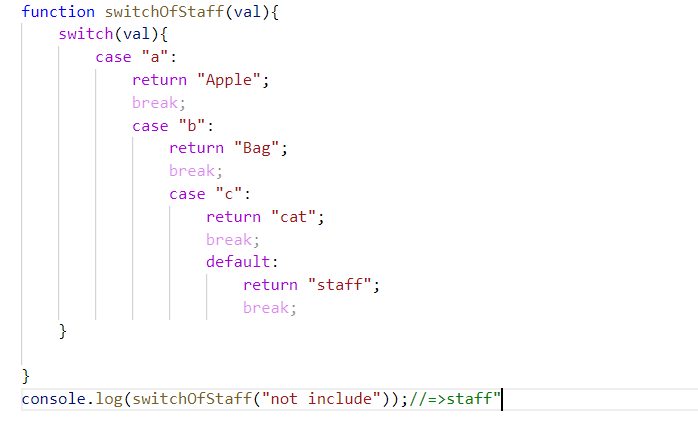 function switchOfStaff(val){
switch(val){
case "a":
return "Apple";
break;
case "b":
return "Bag";
break;
case "c":
return "cat";
break;
default:
return "staff";
break;
}
}
console.log(switchOfStaff("not include"));//=>staff"